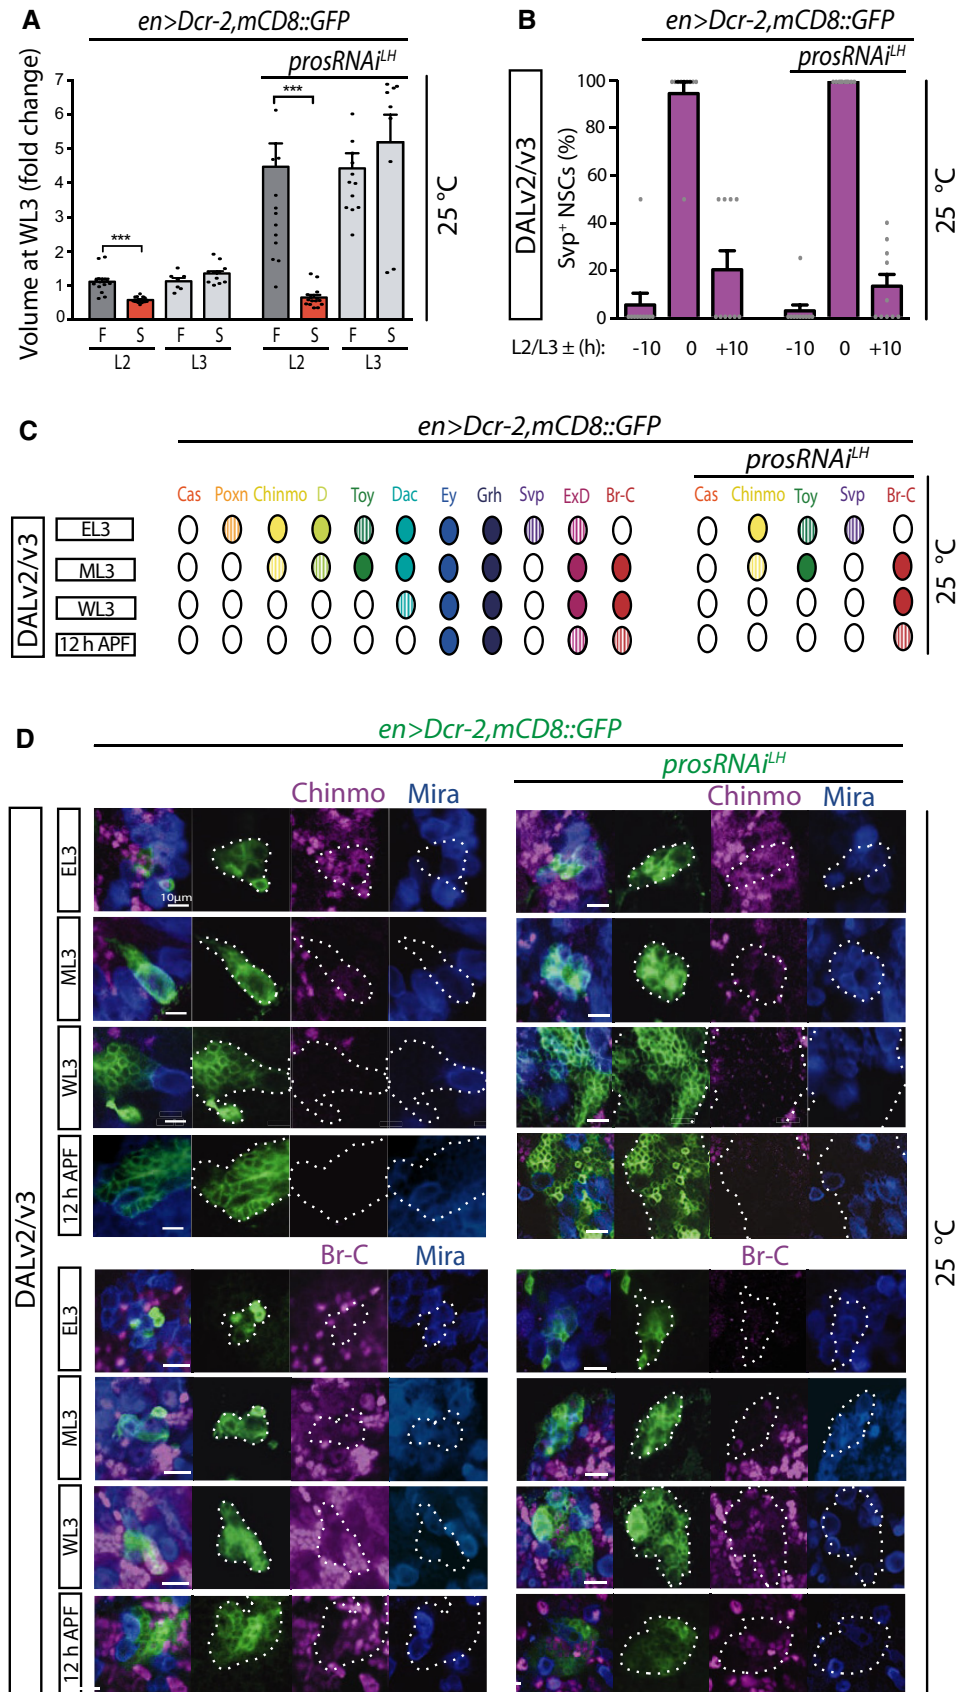 A
en>Dcr-2,mCD8::GFP
prosRNAi^LH
Volume at WL3 (fold change)
7
6
5
4
3
2
1
0
***
***
F S F S F S F S
L2 L3 L2 L3
25 °C
B
en>Dcr-2,mCD8::GFP
prosRNAi^LH
DALv2/v3
Svp+ NSCs (%)
100
80
60
40
20
0
L2/L3 ± (h): -10 0 +10 -10 0 +10
25 °C
C
en>Dcr-2,mCD8::GFP
prosRNAi^LH
Cas Poxn Chinmo D Toy Dac Ey Grh Svp ExD Br-C Cas Chinmo Toy Svp Br-C
DALv2/v3
EL3
ML3
WL3
12 h APF
25 °C
D
en>Dcr-2,mCD8::GFP
prosRNAi^LH
Chinmo Mira Chinmo Mira
DALv2/v3
EL3
10µm
ML3
WL3
12 h APF
Br-C Mira Br-C
EL3
ML3
WL3
12 h APF
25 °C